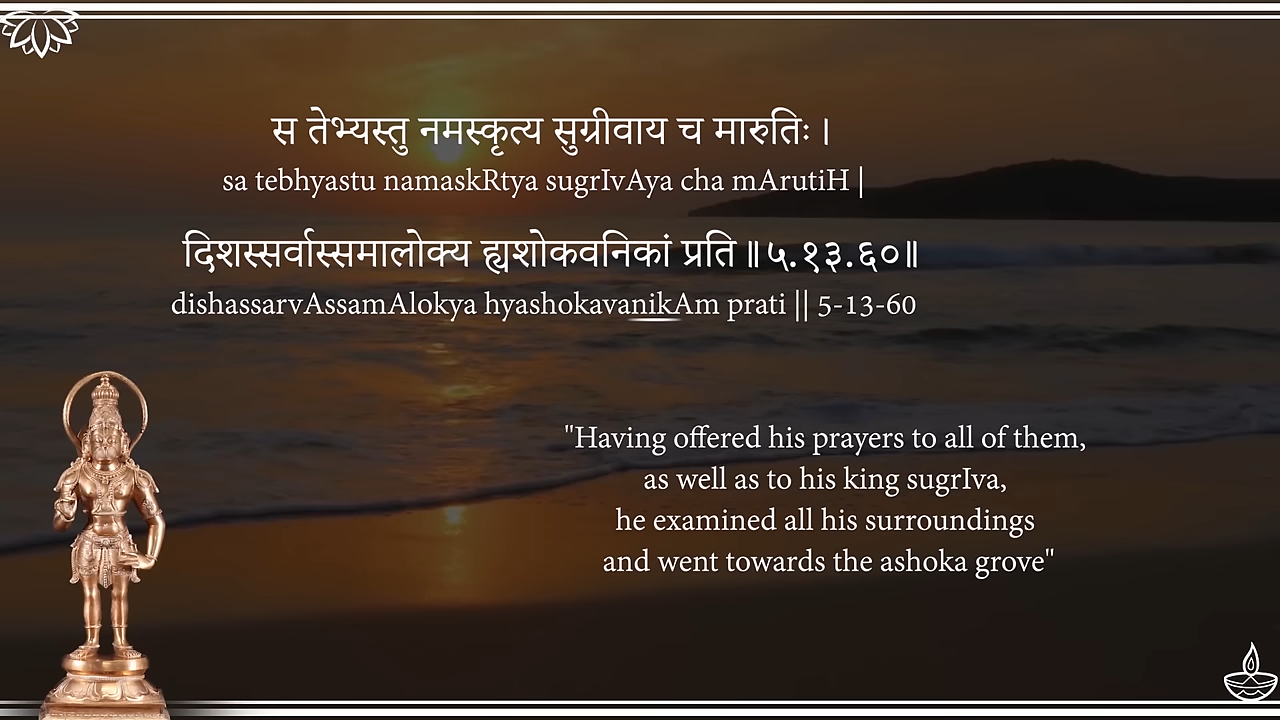 स तेभ्यस्तु नमस्कृत्य सुग्रीवाय च मारुतिः ।
sa tebhyastu namaskRtya sugrIvAya cha mArutiH |
दिशस्सर्वास्समालोक्य ह्यशोकवनिकां प्रति ॥५.१३.६०॥
dishassarvAssamAlokya hyashokavanikAm prati || 5-13-60
"Having offered his prayers to all of them,
as well as to his king sugrIva,
he examined all his surroundings
and went towards the ashoka grove"